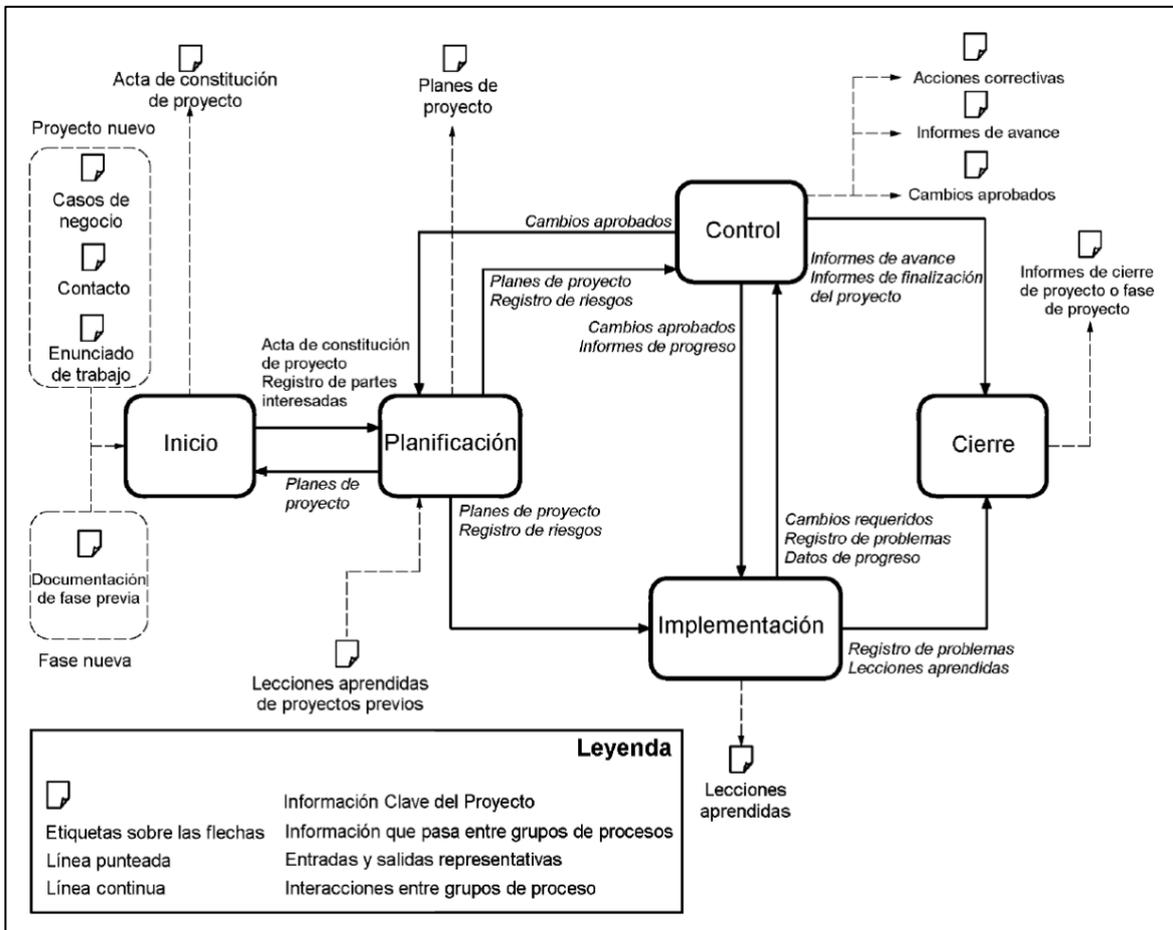 Acta de constitución
de proyecto
Proyecto nuevo
Casos de
negocio
Contacto
Enunciado
de trabajo
Planes de
proyecto
Acciones correctivas
Informes de avance
Cambios aprobados
Control
Cambios aprobados
Planes de proyecto
Registro de riesgos
Informes de avance
Informes de finalización
del proyecto
Informes de cierre
de proyecto o fase
de proyecto
Cambios aprobados
Informes de progreso
Acta de constitución
de proyecto
Registro de partes
interesadas
Inicio
Planificación
Cierre
Planes de
proyecto
Planes de proyecto
Registro de riesgos
Cambios requeridos
Registro de problemas
Datos de progreso
Documentación
de fase previa
Fase nueva
Implementación
Registro de problemas
Lecciones aprendidas
Lecciones aprendidas
de proyectos previos
Lecciones
aprendidas
Leyenda
Información Clave del Proyecto
Etiquetas sobre las flechas
Información que pasa entre grupos de procesos
Línea punteada
Entradas y salidas representativas
Línea continua
Interacciones entre grupos de proceso